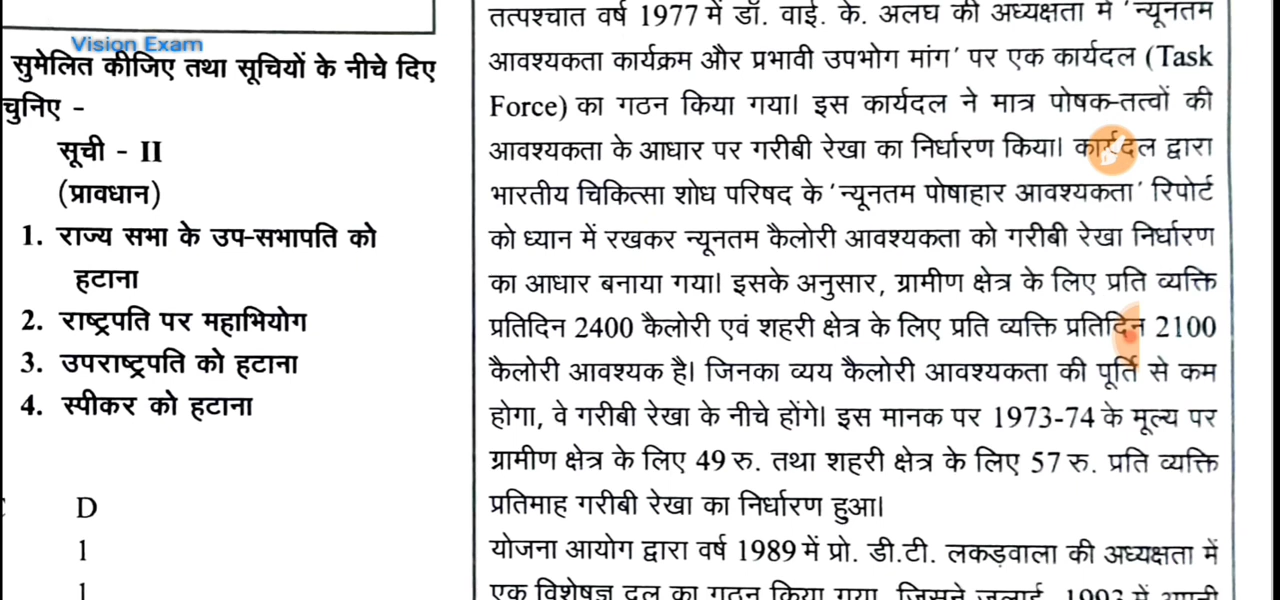 Vision Exam
सुमेलित कीजिए तथा सूचियों के नीचे दिए
चुनिए -
सूची - II
(प्रावधान)
1. राज्य सभा के उप-सभापति को
हटाना
2. राष्ट्रपति पर महाभियोग
3. उपराष्ट्रपति को हटाना
4. स्पीकर को हटाना
D
1
1
तत्पश्चात वर्ष 1977 में डॉ. वाई. के. अलघ की अध्यक्षता में 'न्यूनतम
आवश्यकता कार्यक्रम और प्रभावी उपभोग मांग' पर एक कार्यदल (Task
Force) का गठन किया गया। इस कार्यदल ने मात्र पोषक-तत्वों की
आवश्यकता के आधार पर गरीबी रेखा का निर्धारण किया। कार्यदल द्वारा
भारतीय चिकित्सा शोध परिषद के 'न्यूनतम पोषाहार आवश्यकता' रिपोर्ट
को ध्यान में रखकर न्यूनतम कैलोरी आवश्यकता को गरीबी रेखा निर्धारण
का आधार बनाया गया। इसके अनुसार, ग्रामीण क्षेत्र के लिए प्रति व्यक्ति
प्रतिदिन 2400 कैलोरी एवं शहरी क्षेत्र के लिए प्रति व्यक्ति प्रतिदिन 2100
कैलोरी आवश्यक है। जिनका व्यय कैलोरी आवश्यकता की पूर्ति से कम
होगा, वे गरीबी रेखा के नीचे होंगे। इस मानक पर 1973-74 के मूल्य पर
ग्रामीण क्षेत्र के लिए 49 रु. तथा शहरी क्षेत्र के लिए 57 रु. प्रति व्यक्ति
प्रतिमाह गरीबी रेखा का निर्धारण हुआ।
योजना आयोग द्वारा वर्ष 1989 में प्रो. डी.टी. लकड़वाला की अध्यक्षता में
एक विशेषज्ञ दल का गठन किया गया, जिसने जुलाई, 1993 में अपनी